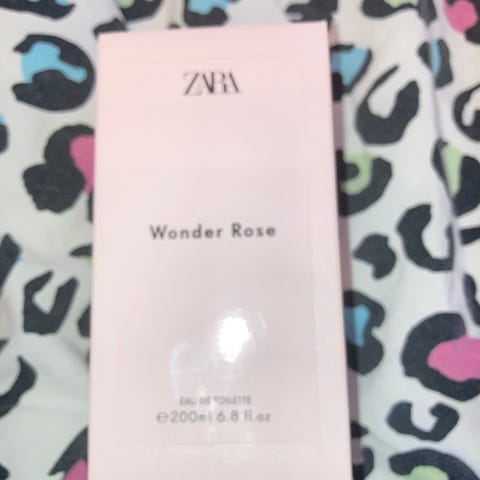 ZARA
Wonder Rose
EAU DE TOILETTE
℮200ml 6.8 fl.oz